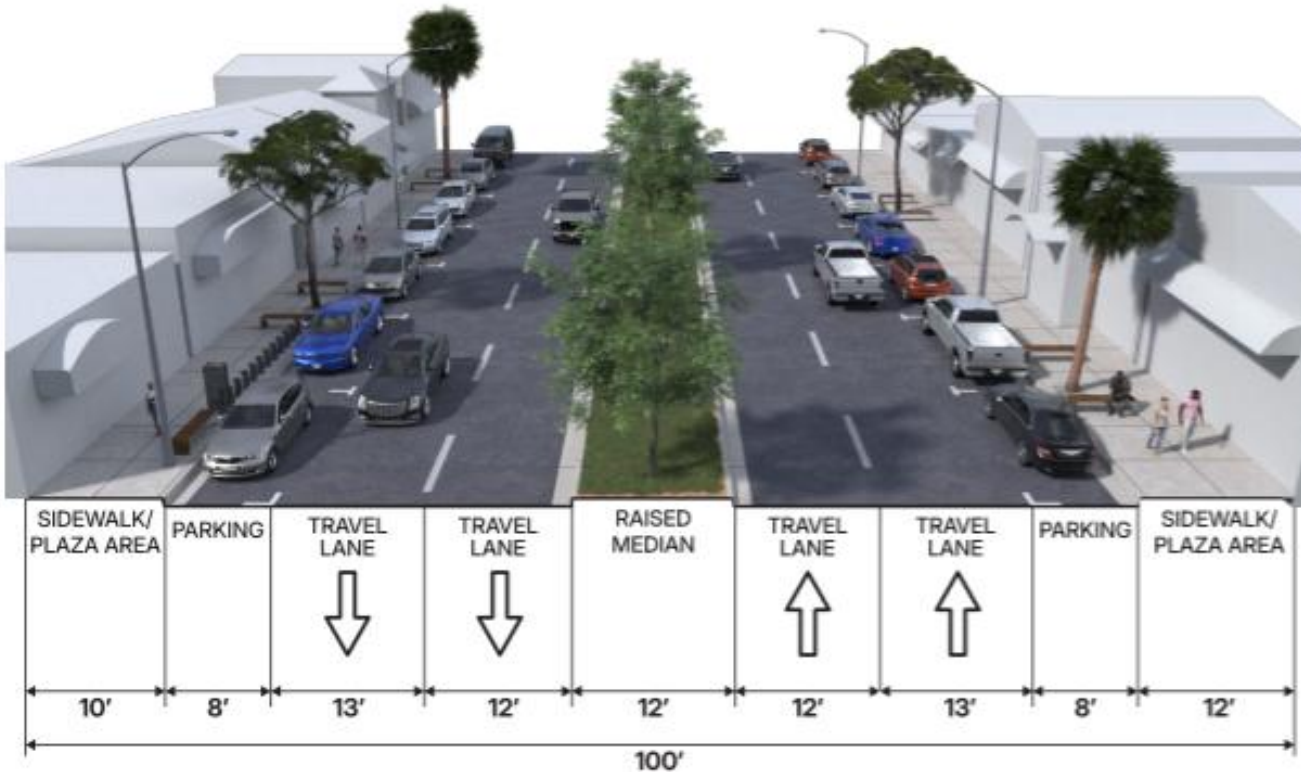 SIDEWALK/
PLAZA AREA
PARKING
TRAVEL
LANE
TRAVEL
LANE
RAISED
MEDIAN
TRAVEL
LANE
TRAVEL
LANE
PARKING
SIDEWALK/
PLAZA AREA
10' 8' 13' 12' 12' 12' 13' 8' 12'
100'